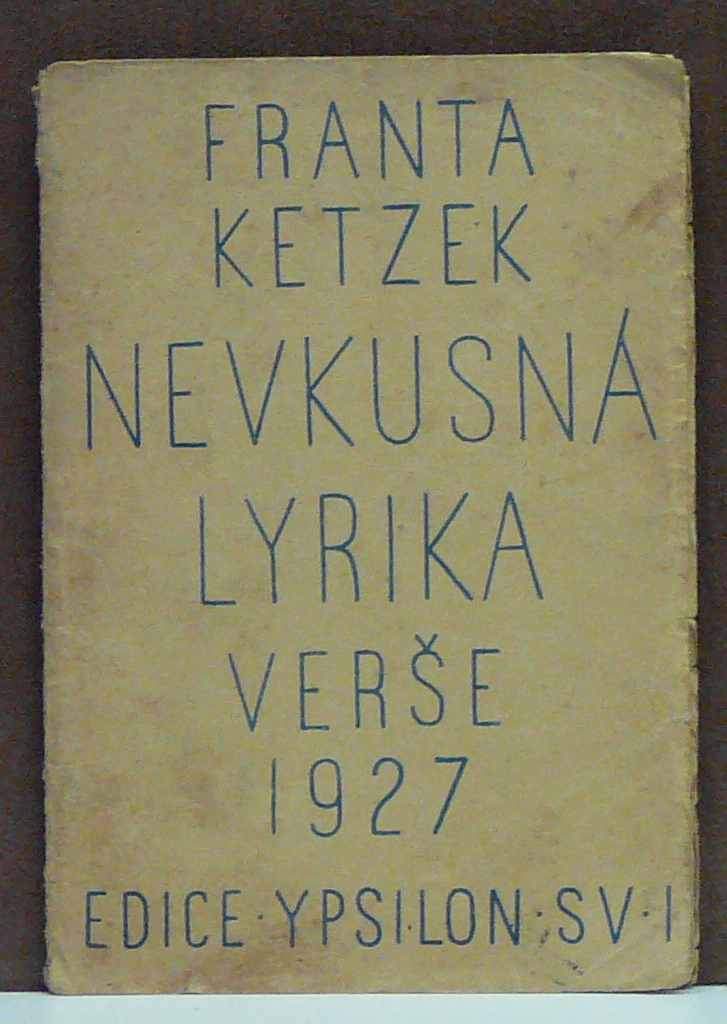 FRANTA
KETZEK
NEVKUSNÁ
LYRIKA
VERŠE
1927
EDICE·YPSILON·SV·I